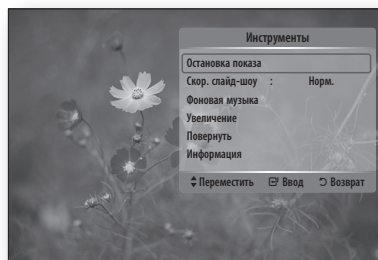 Инструменты
Остановка показа
Скор. слайд-шоу : Норм.
Фоновая музыка
Увеличение
Повернуть
Информация
Переместить Ввод Возврат